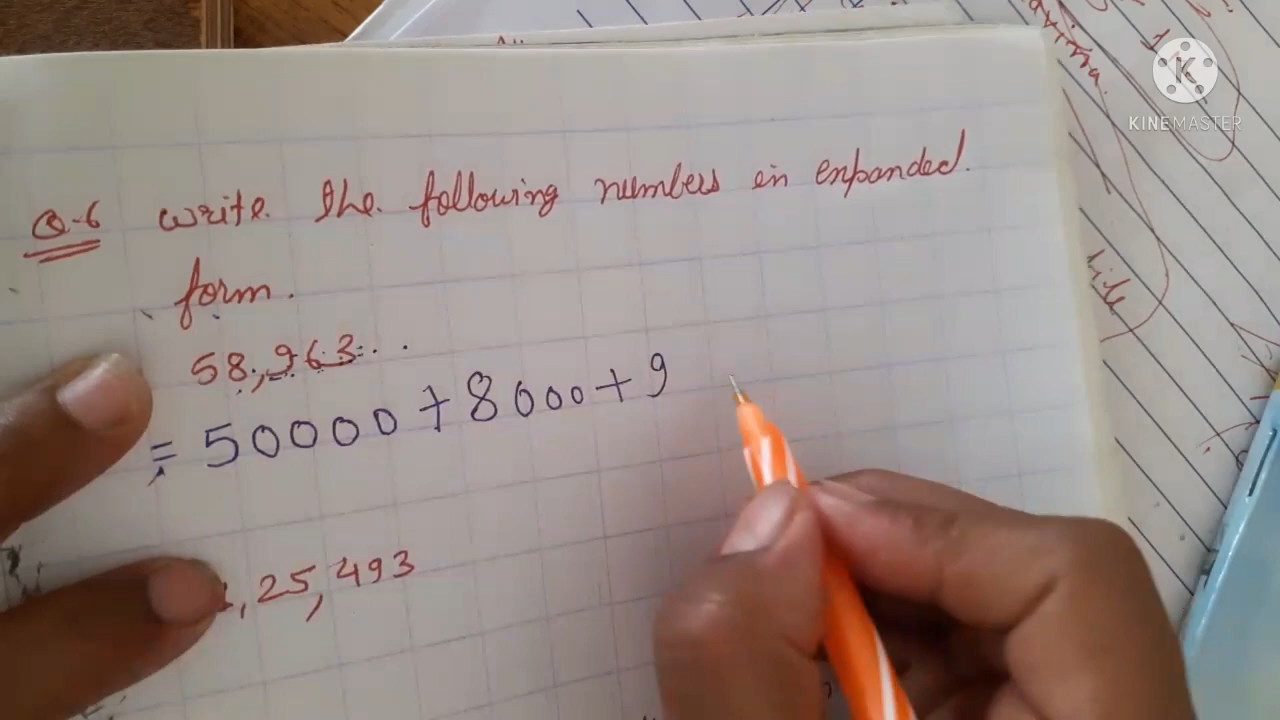 KINEMASTER
Q-6 write the following numbers in expanded
form.
58,963
= 50000 + 8000 + 9
,25,493